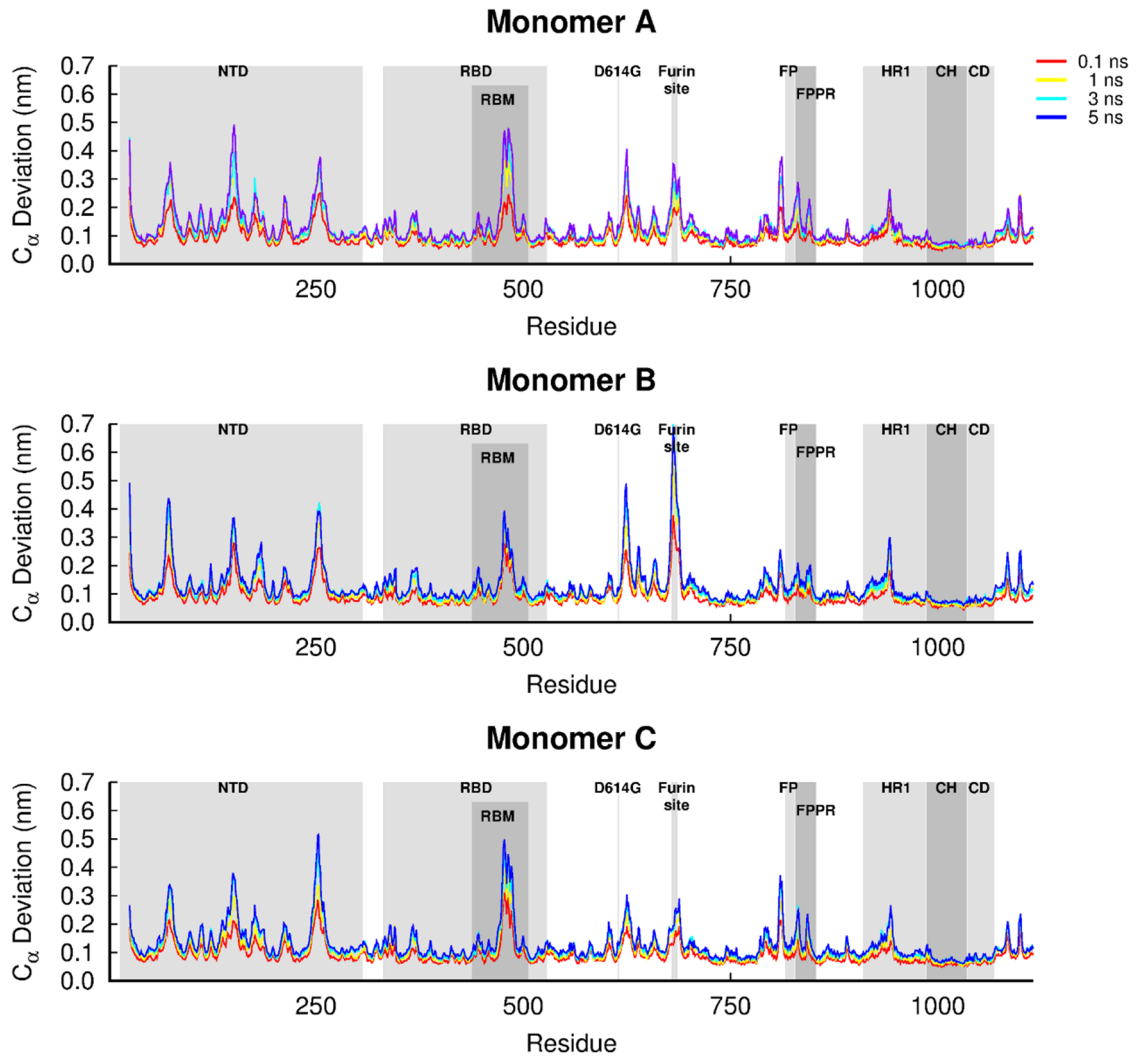 Monomer A
0.7
0.6
0.5
0.4
0.3
0.2
0.1
0.0
Cα Deviation (nm)
NTD
RBD
RBM
D614G
Furin
site
FP
FPPR
HR1
CH
CD
0.1 ns
1 ns
3 ns
5 ns
250
500
750
1000
Residue
Monomer B
0.7
0.6
0.5
0.4
0.3
0.2
0.1
0.0
Cα Deviation (nm)
NTD
RBD
RBM
D614G
Furin
site
FP
FPPR
HR1
CH
CD
250
500
750
1000
Residue
Monomer C
0.7
0.6
0.5
0.4
0.3
0.2
0.1
0.0
Cα Deviation (nm)
NTD
RBD
RBM
D614G
Furin
site
FP
FPPR
HR1
CH
CD
250
500
750
1000
Residue